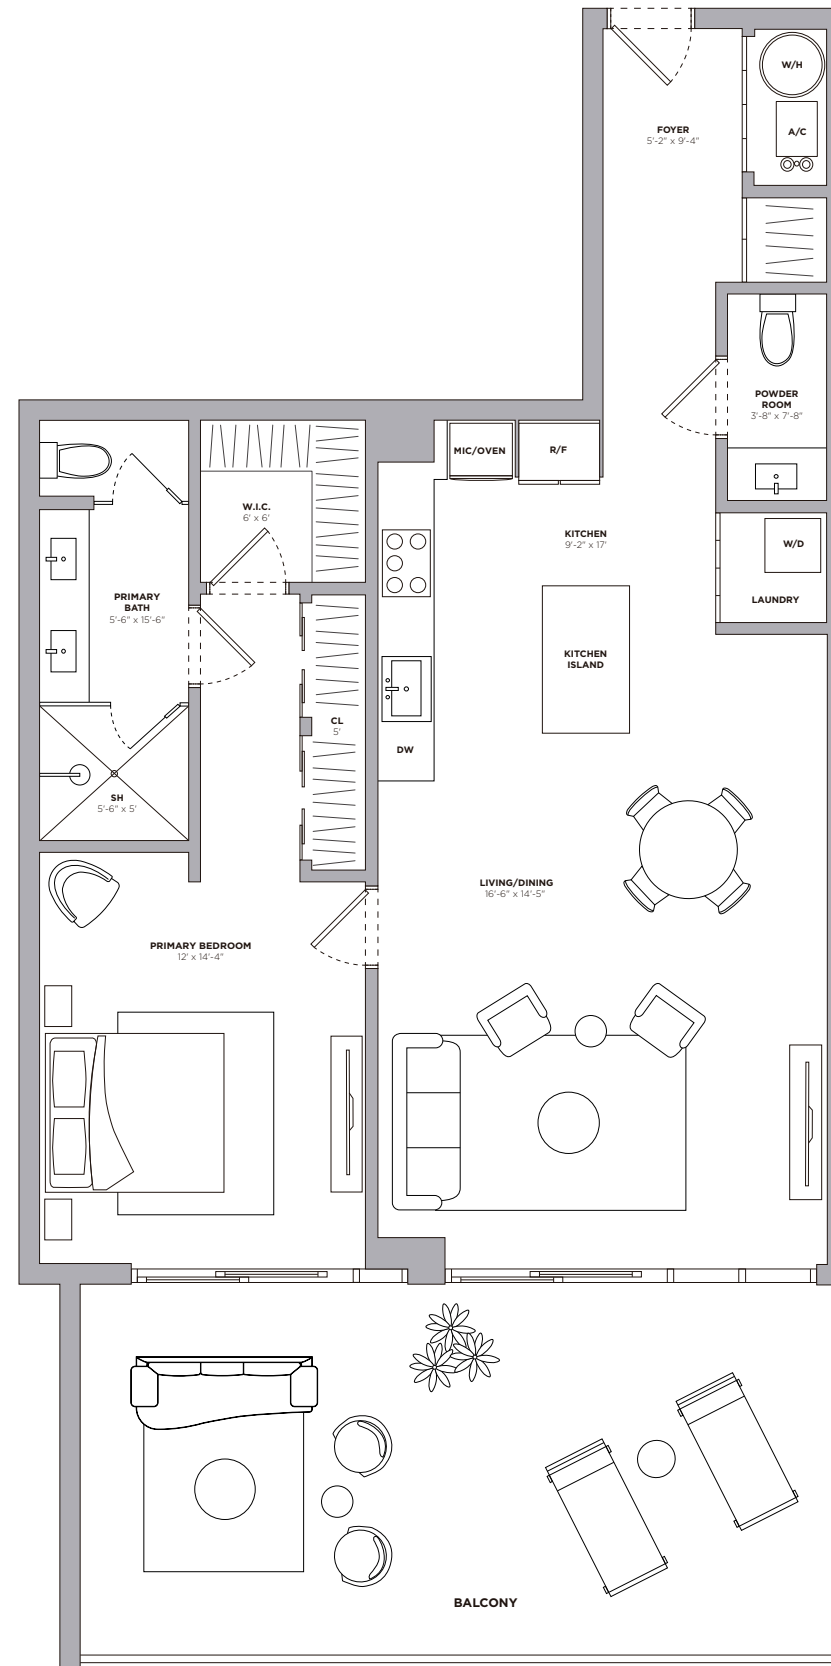 W/H
A/C
FOYER
5'-2" x 9'-4"
POWDER
ROOM
3'-8" x 7'-8"
MIC/OVEN
R/F
W.I.C.
6' x 6'
KITCHEN
9'-2" x 17'
W/D
LAUNDRY
PRIMARY
BATH
5'-6" x 15'-6"
KITCHEN
ISLAND
CL
5'
DW
SH
5'-6" x 5'
LIVING/DINING
16'-6" x 14'-5"
PRIMARY BEDROOM
12' x 14'-4"
BALCONY